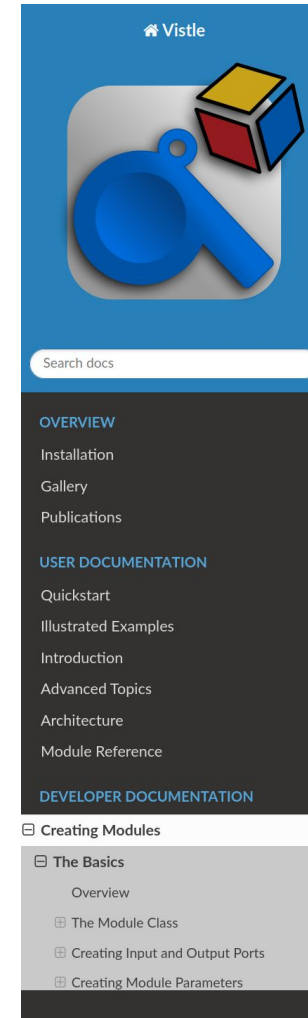 Vistle
Search docs
OVERVIEW
Installation
Gallery
Publications
USER DOCUMENTATION
Quickstart
Illustrated Examples
Introduction
Advanced Topics
Architecture
Module Reference
DEVELOPER DOCUMENTATION
Creating Modules
The Basics
Overview
The Module Class
Creating Input and Output Ports
Creating Module Parameters